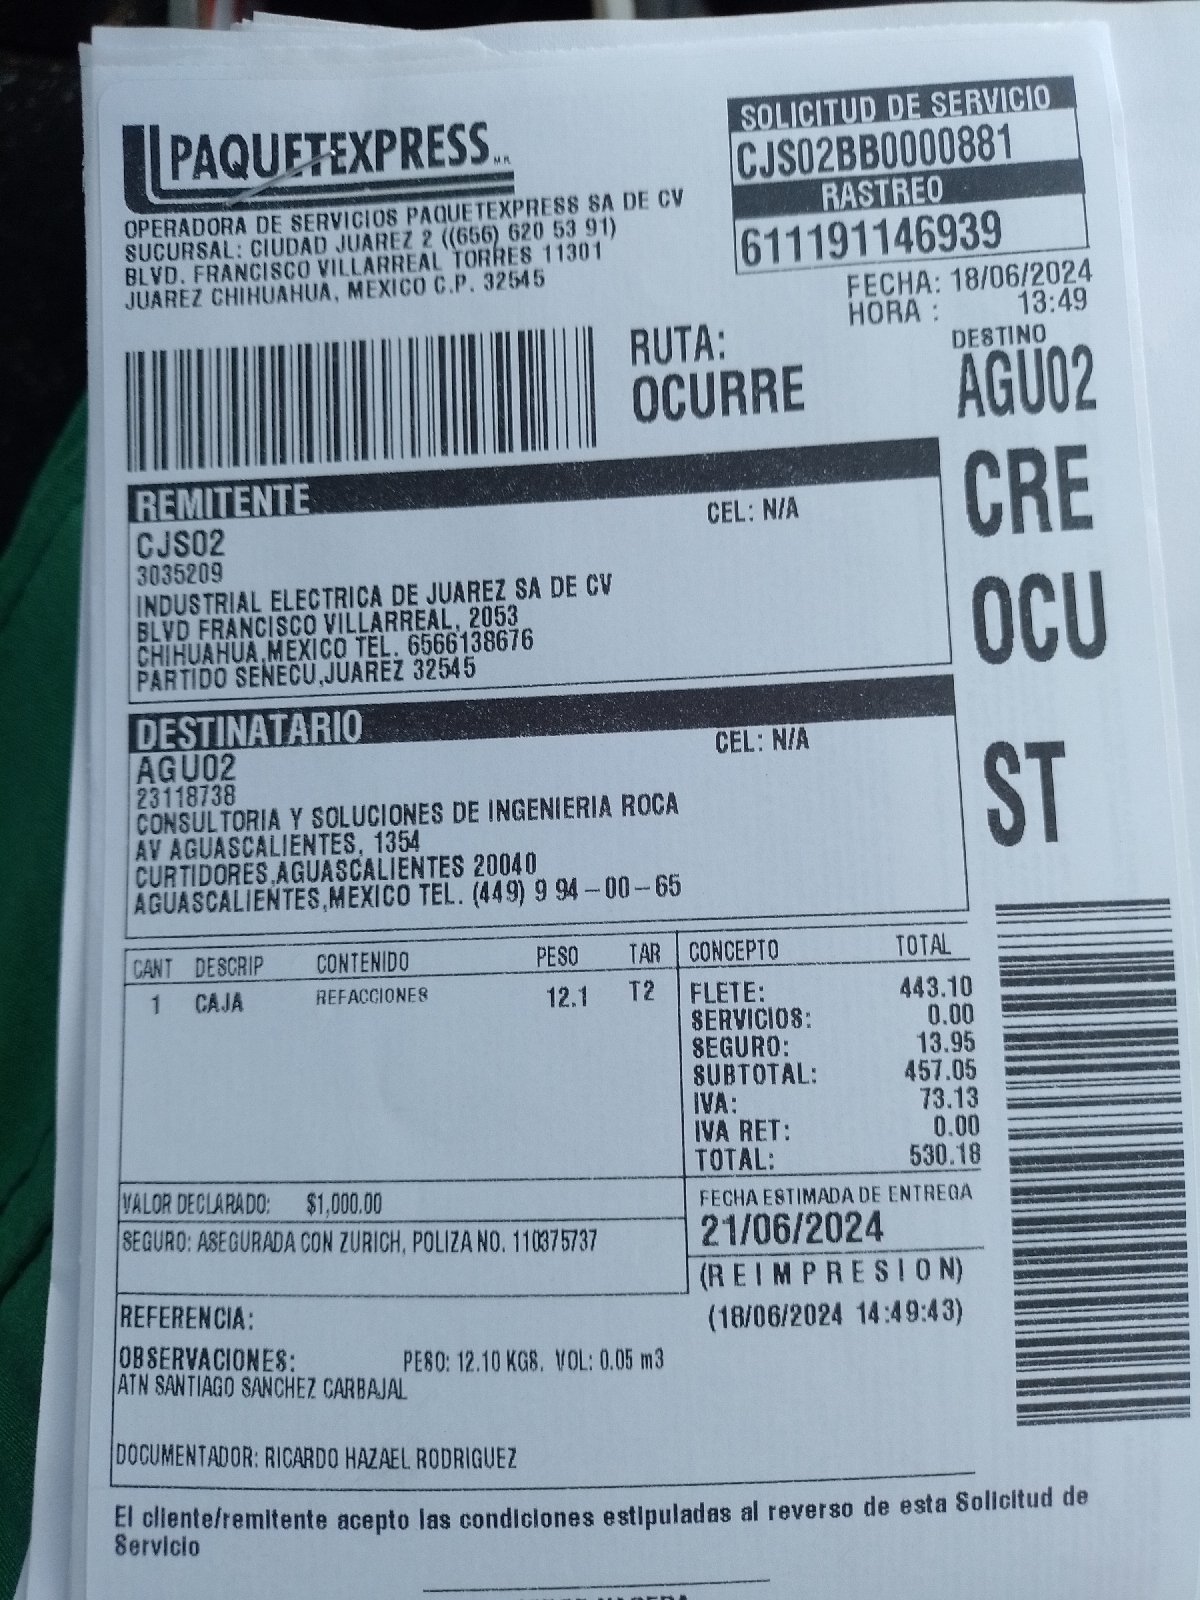 PAQUETEXPRESS M.R.
OPERADORA DE SERVICIOS PAQUETEXPRESS SA DE CV
SUCURSAL: CIUDAD JUAREZ 2 ((656) 620 53 91)
BLVD. FRANCISCO VILLARREAL TORRES 11301
JUAREZ CHIHUAHUA, MEXICO C.P. 32545
SOLICITUD DE SERVICIO
CJS02BB0000881
RASTREO
611191146939
FECHA: 18/06/2024
HORA : 13:49
RUTA:
OCURRE
DESTINO
AGU02
CRE
OCU
ST
REMITENTE
CEL: N/A
CJS02
3035209
INDUSTRIAL ELECTRICA DE JUAREZ SA DE CV
BLVD FRANCISCO VILLARREAL, 2053
CHIHUAHUA,MEXICO TEL. 6566138676
PARTIDO SENECU,JUAREZ 32545
DESTINATARIO
CEL: N/A
AGU02
23118738
CONSULTORIA Y SOLUCIONES DE INGENIERIA ROCA
AV AGUASCALIENTES, 1354
CURTIDORES,AGUASCALIENTES 20040
AGUASCALIENTES,MEXICO TEL. (449) 9 94-00-65
CANT DESCRIP CONTENIDO PESO TAR
1 CAJA REFACCIONES 12.1 T2
CONCEPTO TOTAL
FLETE: 443.10
SERVICIOS: 0.00
SEGURO: 13.95
SUBTOTAL: 457.05
IVA: 73.13
IVA RET: 0.00
TOTAL: 530.18
VALOR DECLARADO: $1,000.00
SEGURO: ASEGURADA CON ZURICH, POLIZA NO. 110375737
FECHA ESTIMADA DE ENTREGA
21/06/2024
(REIMPRESION)
(18/06/2024 14:49:43)
REFERENCIA:
OBSERVACIONES: PESO: 12.10 KGS. VOL: 0.05 m3
ATN SANTIAGO SANCHEZ CARBAJAL
DOCUMENTADOR: RICARDO HAZAEL RODRIGUEZ
El cliente/remitente acepto las condiciones estipuladas al reverso de esta Solicitud de
Servicio